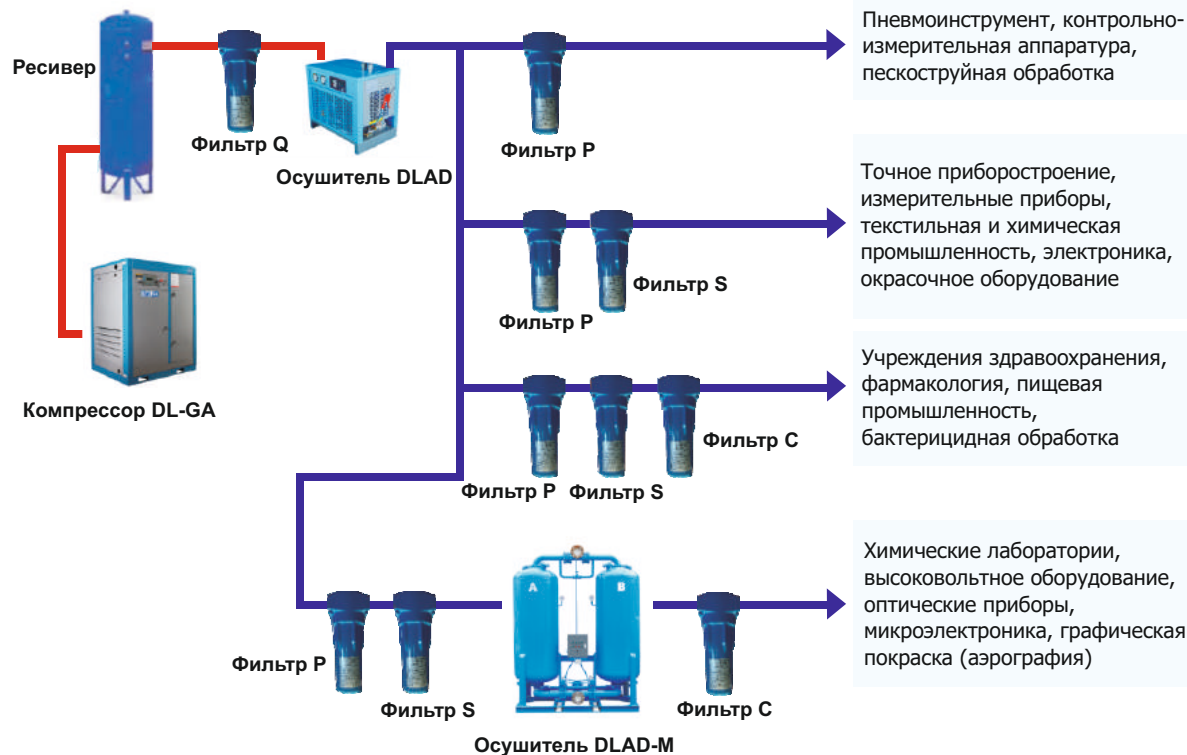 Ресивер
Фильтр Q
Осушитель DLAD
Компрессор DL-GA
Фильтр P
Пневмоинструмент, контрольно-
измерительная аппаратура,
пескоструйная обработка
Фильтр P
Фильтр S
Точное приборостроение,
измерительные приборы,
текстильная и химическая
промышленность, электроника,
окрасочное оборудование
Фильтр P
Фильтр S
Фильтр C
Учреждения здравоохранения,
фармакология, пищевая
промышленность,
бактерицидная обработка
Фильтр P
Фильтр S
A
B
Осушитель DLAD-M
Фильтр C
Химические лаборатории,
высоковольтное оборудование,
оптические приборы,
микроэлектроника, графическая
покраска (аэрография)